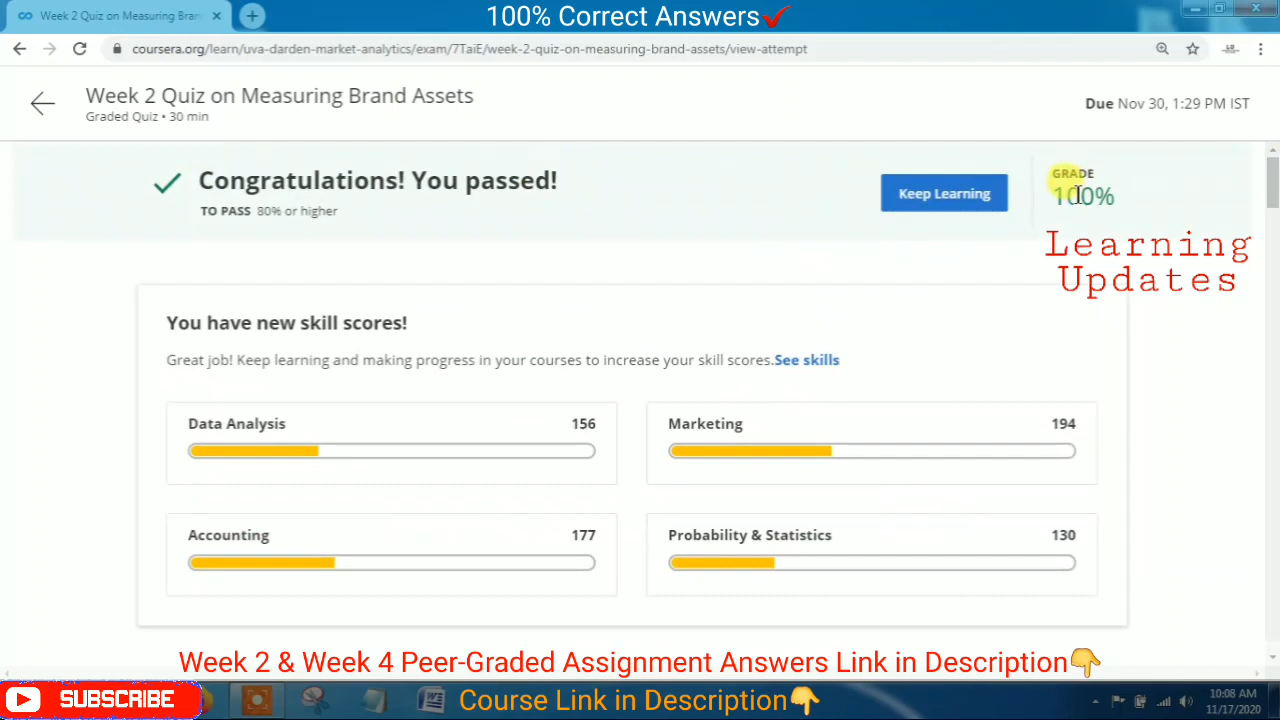 Week 2 Quiz on Measuring Bran
100% Correct Answers
coursera.org/learn/uva-darden-market-analytics/exam/7TaiE/week-2-quiz-on-measuring-brand-assets/view-attempt
Week 2 Quiz on Measuring Brand Assets
Graded Quiz • 30 min
Due Nov 30, 1:29 PM IST
Congratulations! You passed!
TO PASS 80% or higher
Keep Learning
GRADE
100%
Learning
Updates
You have new skill scores!
Great job! Keep learning and making progress in your courses to increase your skill scores.See skills
Data Analysis 156
Marketing 194
Accounting 177
Probability & Statistics 130
Week 2 & Week 4 Peer-Graded Assignment Answers Link in Description
SUBSCRIBE
Course Link in Description
10:08 AM
11/17/2020